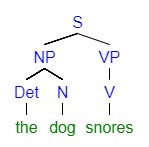 S
NP VP
Det N V
the dog snores